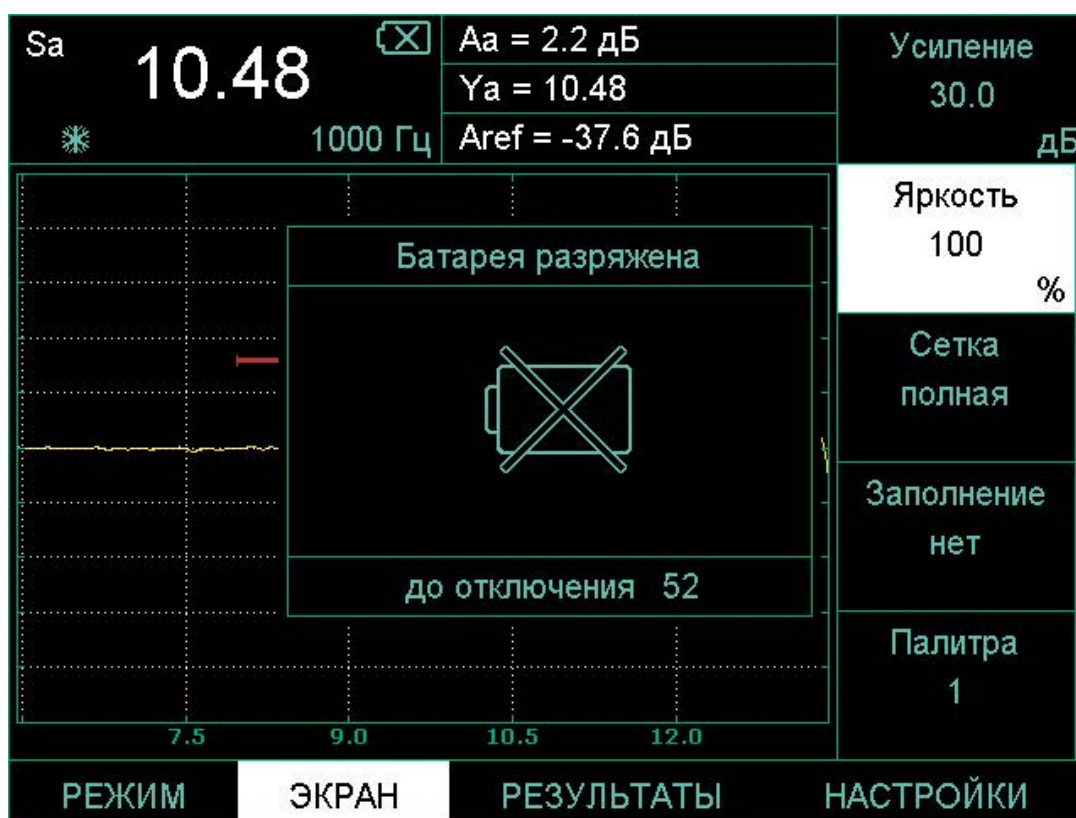 Sa
10.48
1000 Гц
Aa = 2.2 дБ
Ya = 10.48
Aref = -37.6 дБ
Усиление
30.0
дБ
Яркость
100
%
Сетка
полная
Заполнение
нет
Палитра
1
Батарея разряжена
до отключения 52
7.5 9.0 10.5 12.0
РЕЖИМ ЭКРАН РЕЗУЛЬТАТЫ НАСТРОЙКИ